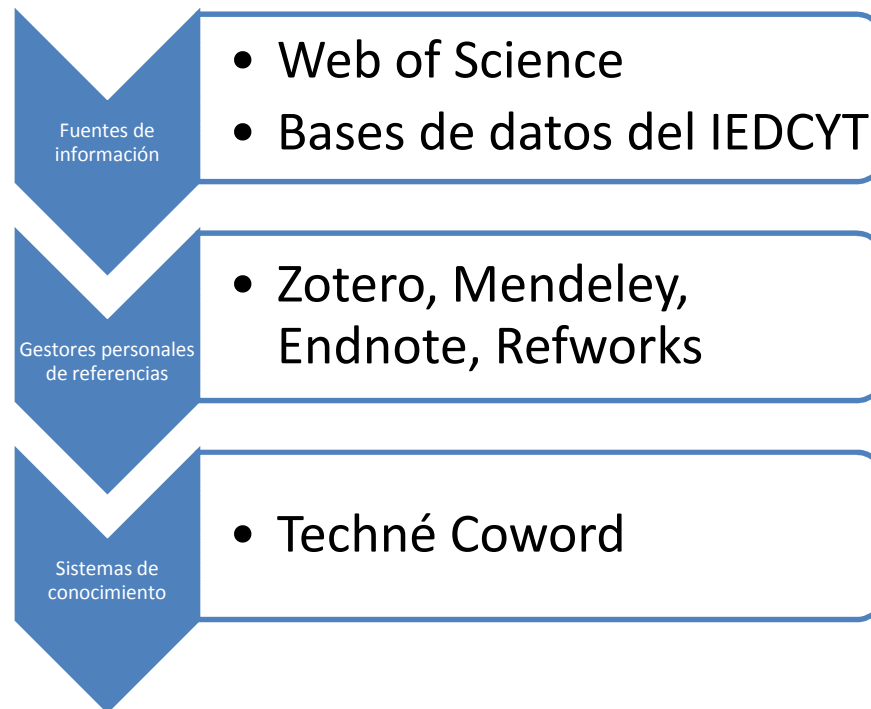 Fuentes de
información
• Web of Science
• Bases de datos del IEDCYT
Gestores personales
de referencias
• Zotero, Mendeley,
Endnote, Refworks
Sistemas de
conocimiento
• Techné Coword